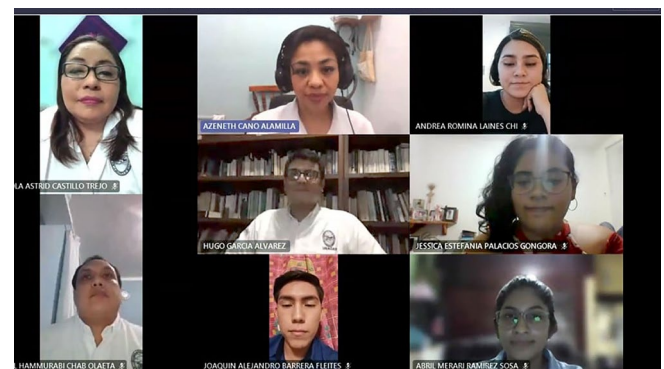 AZENETH CANO ALAMILLA
ANDREA ROMINA LAINES CHI
LA ASTRID CASTILLO TREJO
HUGO GARCIA ALVAREZ
JESSICA ESTEFANIA PALACIOS GONGORA
L HAMMURABI CHAB OLAETA
JOAQUIN ALEJANDRO BARRERA FLEITES
ABRIL MERARI RAMIREZ SOSA